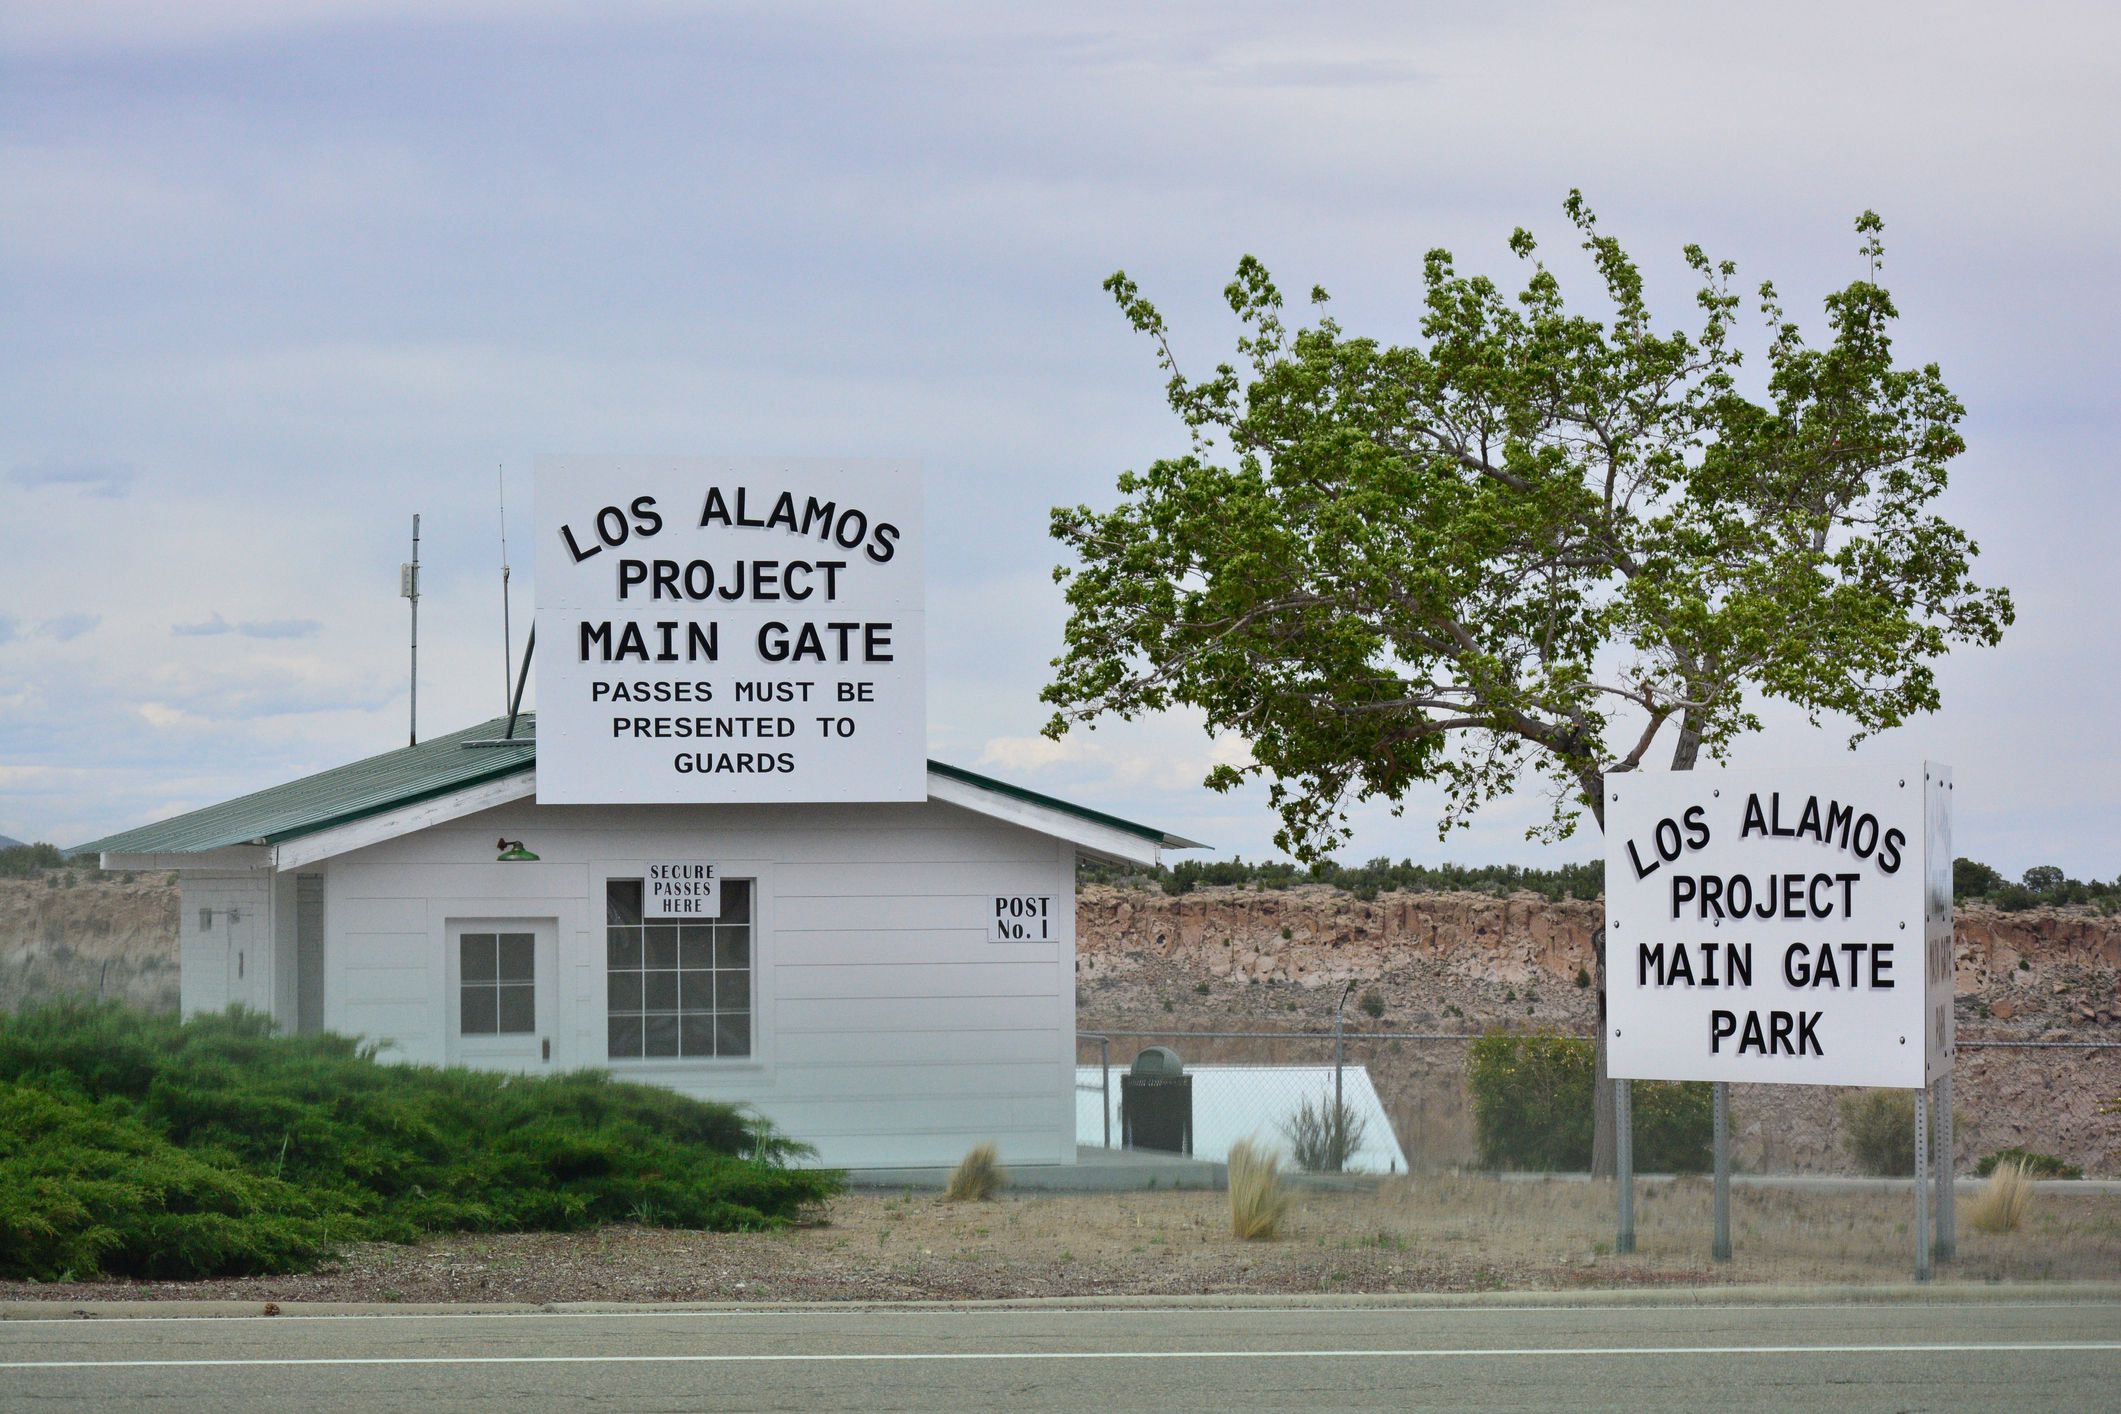 LOS ALAMOS
PROJECT
MAIN GATE
PASSES MUST BE
PRESENTED TO
GUARDS
SECURE
PASSES
HERE
POST
No. 1
LOS ALAMOS
PROJECT
MAIN GATE
PARK